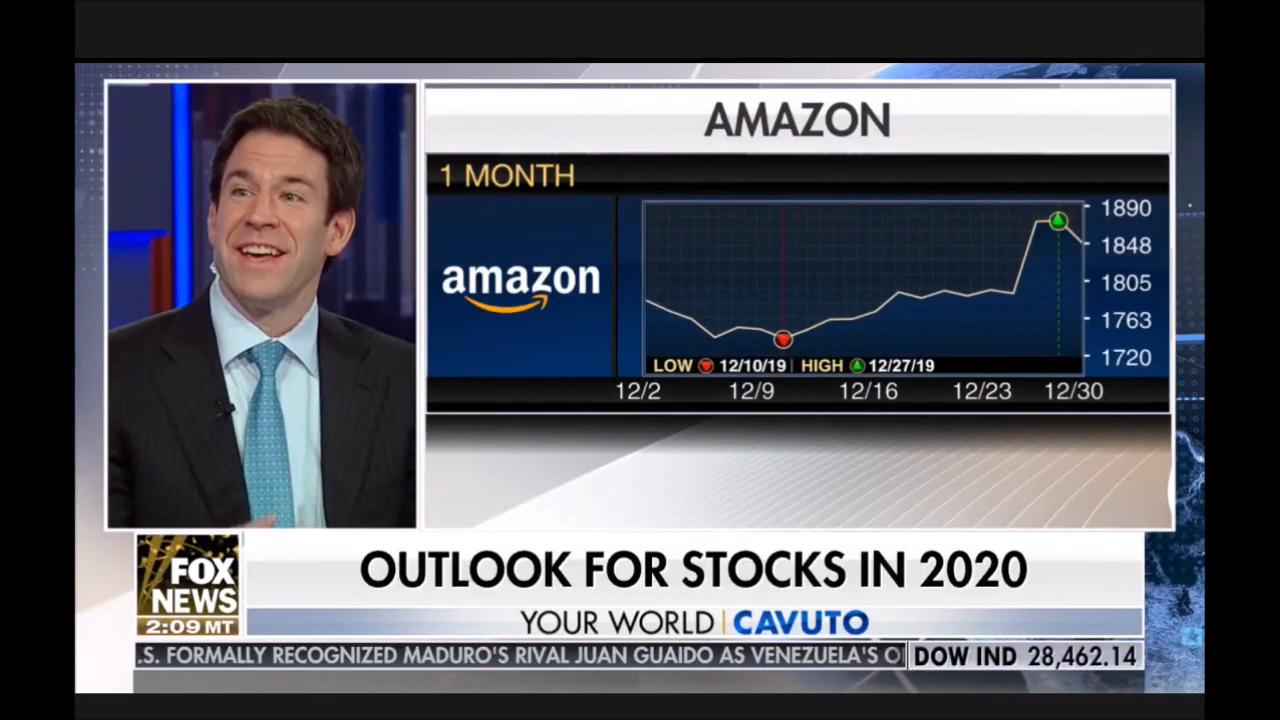 AMAZON
1 MONTH
amazon
1890
1848
1805
1763
1720
LOW 12/10/19 | HIGH 12/27/19
12/2 12/9 12/16 12/23 12/30
OUTLOOK FOR STOCKS IN 2020
FOX
NEWS
2:09 MT
YOUR WORLD | CAVUTO
.S. FORMALLY RECOGNIZED MADURO'S RIVAL JUAN GUAIDO AS VENEZUELA'S
DOW IND 28,462.14